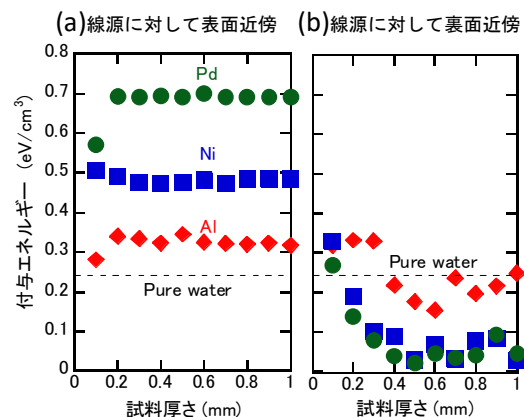 (a)線源に対して表面近傍
(b)線源に対して裏面近傍
付与エネルギー (eV/cm³)
0.8
0.7
0.6
0.5
0.4
0.3
0.2
0.1
0
Pd
Ni
Al
Pure water
Pure water
0 0.2 0.4 0.6 0.8 1
0.2 0.4 0.6 0.8 1
試料厚さ(mm)
試料厚さ(mm)